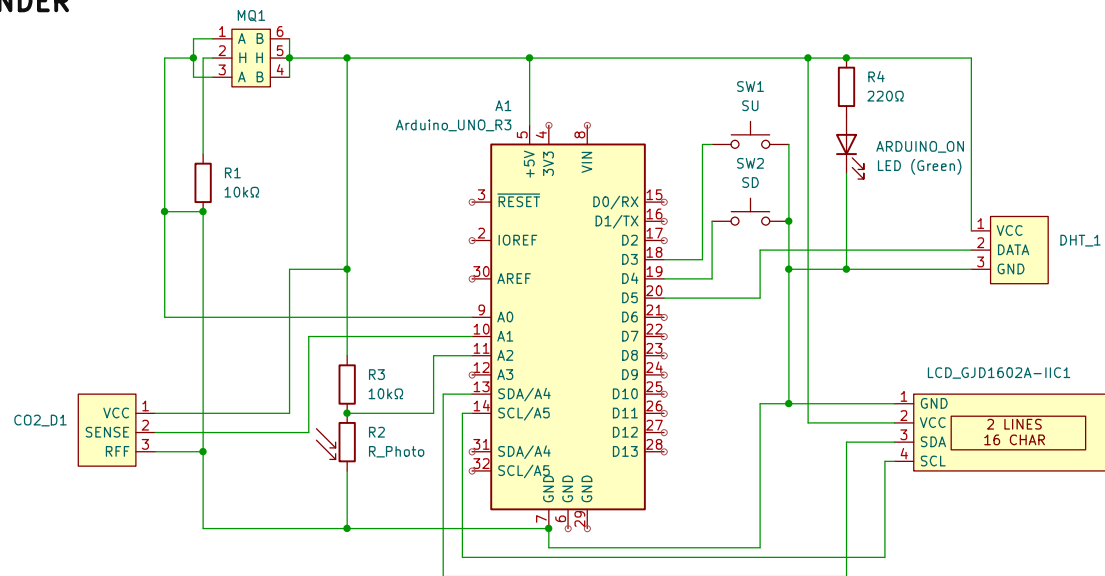 NDER
MQ1
1 A B 6
2 H H 5
3 A B 4
R1
10kΩ
A1
Arduino_UNO_R3
5 4 8
+5V 3V3 VIN
3 RESET
2 IOREF
30 AREF
9 A0
10 A1
11 A2
12 A3
13 SDA/A4
14 SCL/A5
31 SDA/A4
32 SCL/A5
D0/RX 15
D1/TX 16
D2 17
D3 18
D4 19
D5 20
D6 21
D7 22
D8 23
D9 24
D10 25
D11 26
D12 27
D13 28
GND GND GND
7 6 29
SW1
SU
SW2
SD
R4
220Ω
ARDUINO_ON
LED (Green)
1 VCC
2 DATA
3 GND
DHT_1
R3
10kΩ
R2
R_Photo
CO2_D1
VCC 1
SENSE 2
RFF 3
LCD_GJD1602A-IIC1
1 GND
2 VCC
3 SDA
4 SCL
2 LINES
16 CHAR